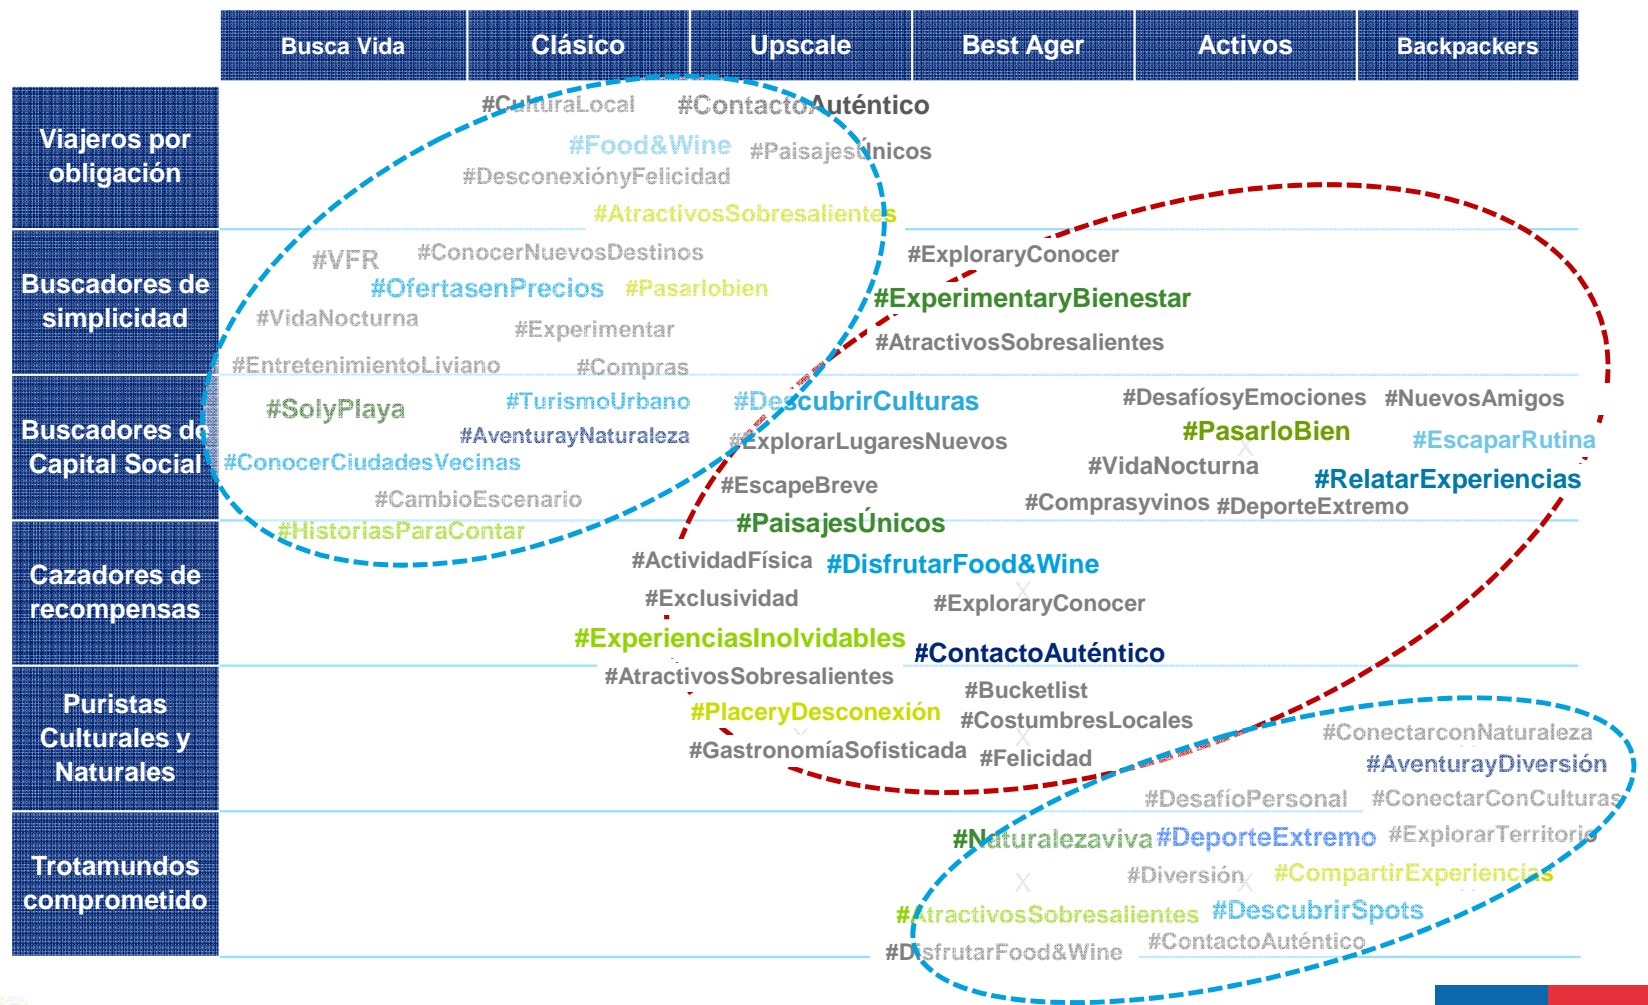 Busca Vida
Clásico
Upscale
Best Ager
Activos
Backpackers
Viajeros por
obligación
#CulturaLocal
#ContactoAuténtico
#Food&Wine
#PaisajesÚnicos
#DesconexiónyFelicidad
#AtractivosSobresalientes
Buscadores de
simplicidad
#VFR
#ConocerNuevosDestinos
#OfertasenPrecios
#Pasarlobien
#VidaNocturna
#Experimentar
#EntretenimientoLiviano
#Compras
#ExploraryConocer
#ExperimentaryBienestar
#AtractivosSobresalientes
Buscadores de
Capital Social
#SolyPlaya
#TurismoUrbano
#AventurayNaturaleza
#ConocerCiudadesVecinas
#CambioEscenario
#HistoriasParaContar
#DescubrirCulturas
#ExplorarLugaresNuevos
#EscapeBreve
#PaisajesÚnicos
#DesafíosyEmociones
#NuevosAmigos
#PasarloBien
X
#EscaparRutina
#VidaNocturna
#RelatarExperiencias
#Comprasyvinos
#DeporteExtremo
Cazadores de
recompensas
#ActividadFísica
#DisfrutarFood&Wine
X
#Exclusividad
#ExploraryConocer
#ExperienciasInolvidables
#ContactoAuténtico
Puristas
Culturales y
Naturales
#AtractivosSobresalientes
#Bucketlist
#PlaceryDesconexión
#CostumbresLocales
X
X
#GastronomíaSofisticada
#Felicidad
#ConectarconNaturaleza
#AventurayDiversión
#DesafíoPersonal
#ConectarConCulturas
Trotamundos
comprometido
#Naturalezaviva
#DeporteExtremo
#ExplorarTerritorio
X
#Diversión
X
#CompartirExperiencias
#AtractivosSobresalientes
#DescubrirSpots
#DisfrutarFood&Wine
#ContactoAuténtico